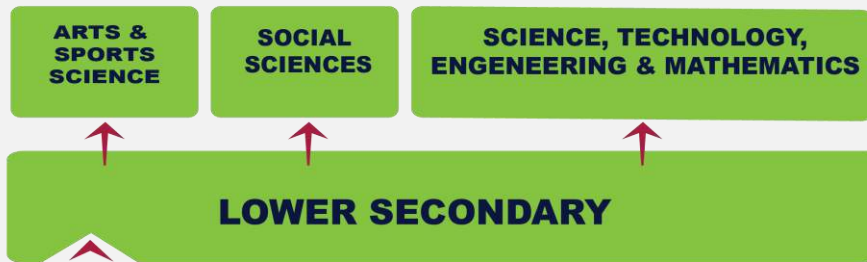 ARTS &
SPORTS
SCIENCE
SOCIAL
SCIENCES
SCIENCE, TECHNOLOGY,
ENGENEERING & MATHEMATICS
LOWER SECONDARY